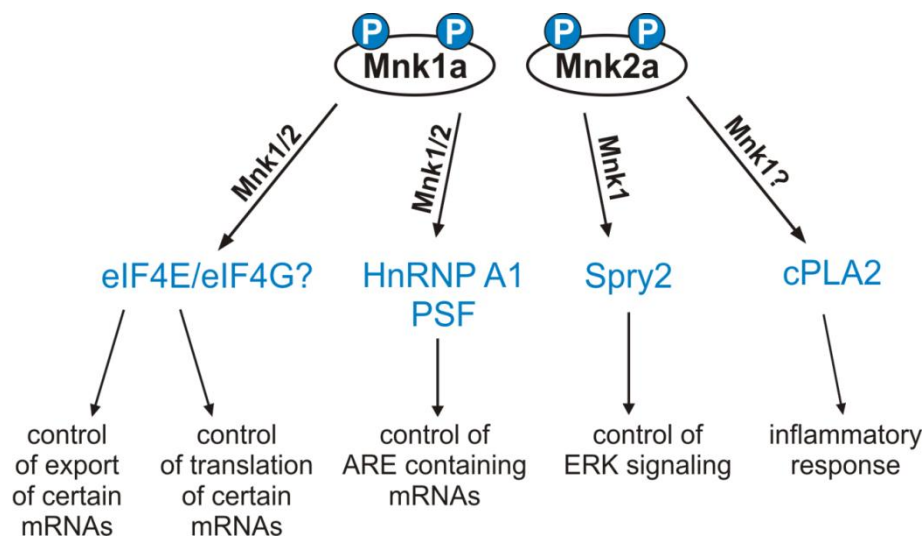 P P P P
Mnk1a Mnk2a
Mnk1/2
Mnk1/2
Mnk1
Mnk1?
eIF4E/eIF4G?
HnRNP A1
PSF
Spry2
cPLA2
control
of export
of certain
mRNAs
control
of translation
of certain
mRNAs
control of
ARE containing
mRNAs
control of
ERK signaling
inflammatory
response